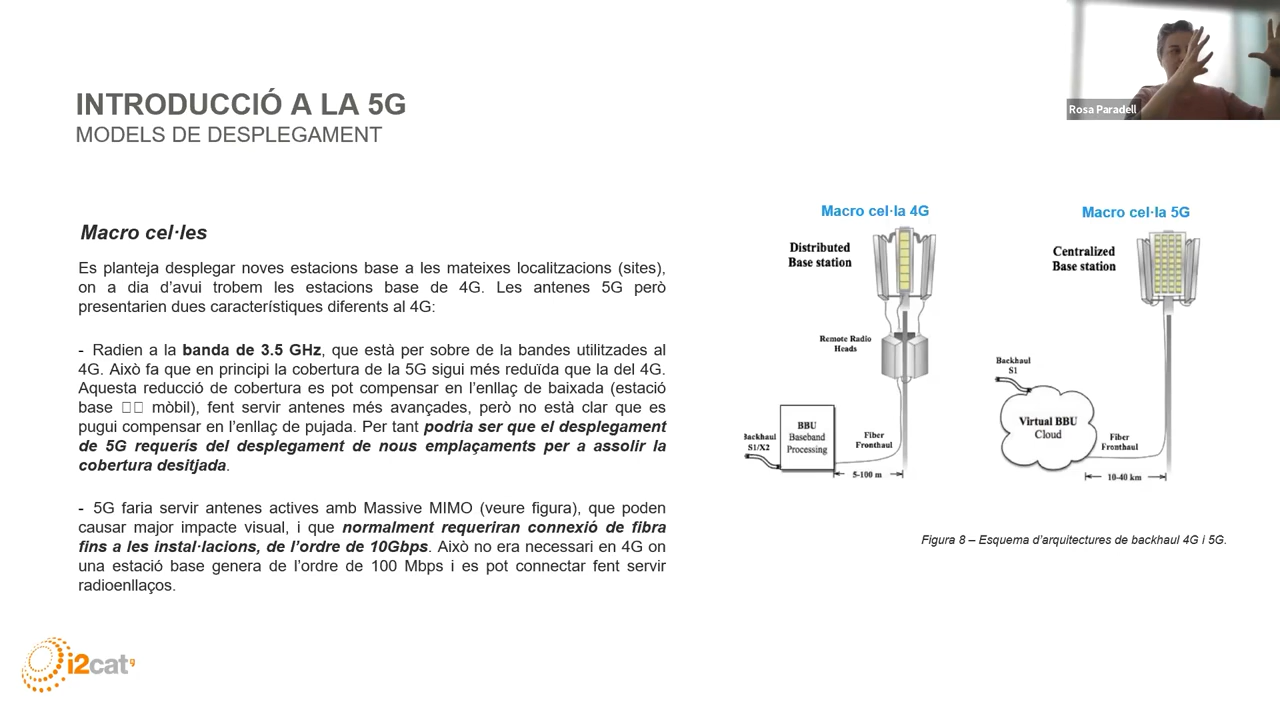 Rosa Paradell
INTRODUCCIÓ A LA 5G
MODELS DE DESPLEGAMENT
Macro cel·les
Es planteja desplegar noves estacions base a les mateixes localitzacions (sites),
on a dia d’avui trobem les estacions base de 4G. Les antenes 5G però
presentarien dues característiques diferents al 4G:
- Radien a la banda de 3.5 GHz, que està per sobre de la bandes utilitzades al
4G. Això fa que en principi la cobertura de la 5G sigui més reduïda que la del 4G.
Aquesta reducció de cobertura es pot compensar en l’enllaç de baixada (estació
base □□ mòbil), fent servir antenes més avançades, però no està clar que es
pugui compensar en l’enllaç de pujada. Per tant podria ser que el desplegament
de 5G requerís del desplegament de nous emplaçaments per a assolir la
cobertura desitjada.
- 5G faria servir antenes actives amb Massive MIMO (veure figura), que poden
causar major impacte visual, i que normalment requeriran connexió de fibra
fins a les instal·lacions, de l’ordre de 10Gbps. Això no era necessari en 4G on
una estació base genera de l’ordre de 100 Mbps i es pot connectar fent servir
radioenllaços.
Macro cel·la 4G
Distributed
Base station
Remote Radio
Heads
BBU
Baseband
Processing
Backhaul
S1/X2
Fiber
Fronthaul
5-100 m
Macro cel·la 5G
Centralized
Base station
Backhaul
S1
Virtual BBU
Cloud
Fiber
Fronthaul
10-40 km
Figura 8 – Esquema d’arquitectures de backhaul 4G i 5G.
i2cat